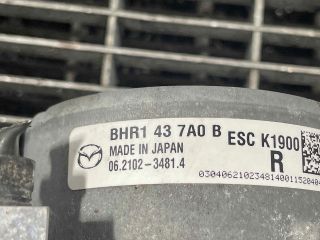 BHR1 43 7A0 B ESC K1900
MADE IN JAPAN R
06.2102-3481.4